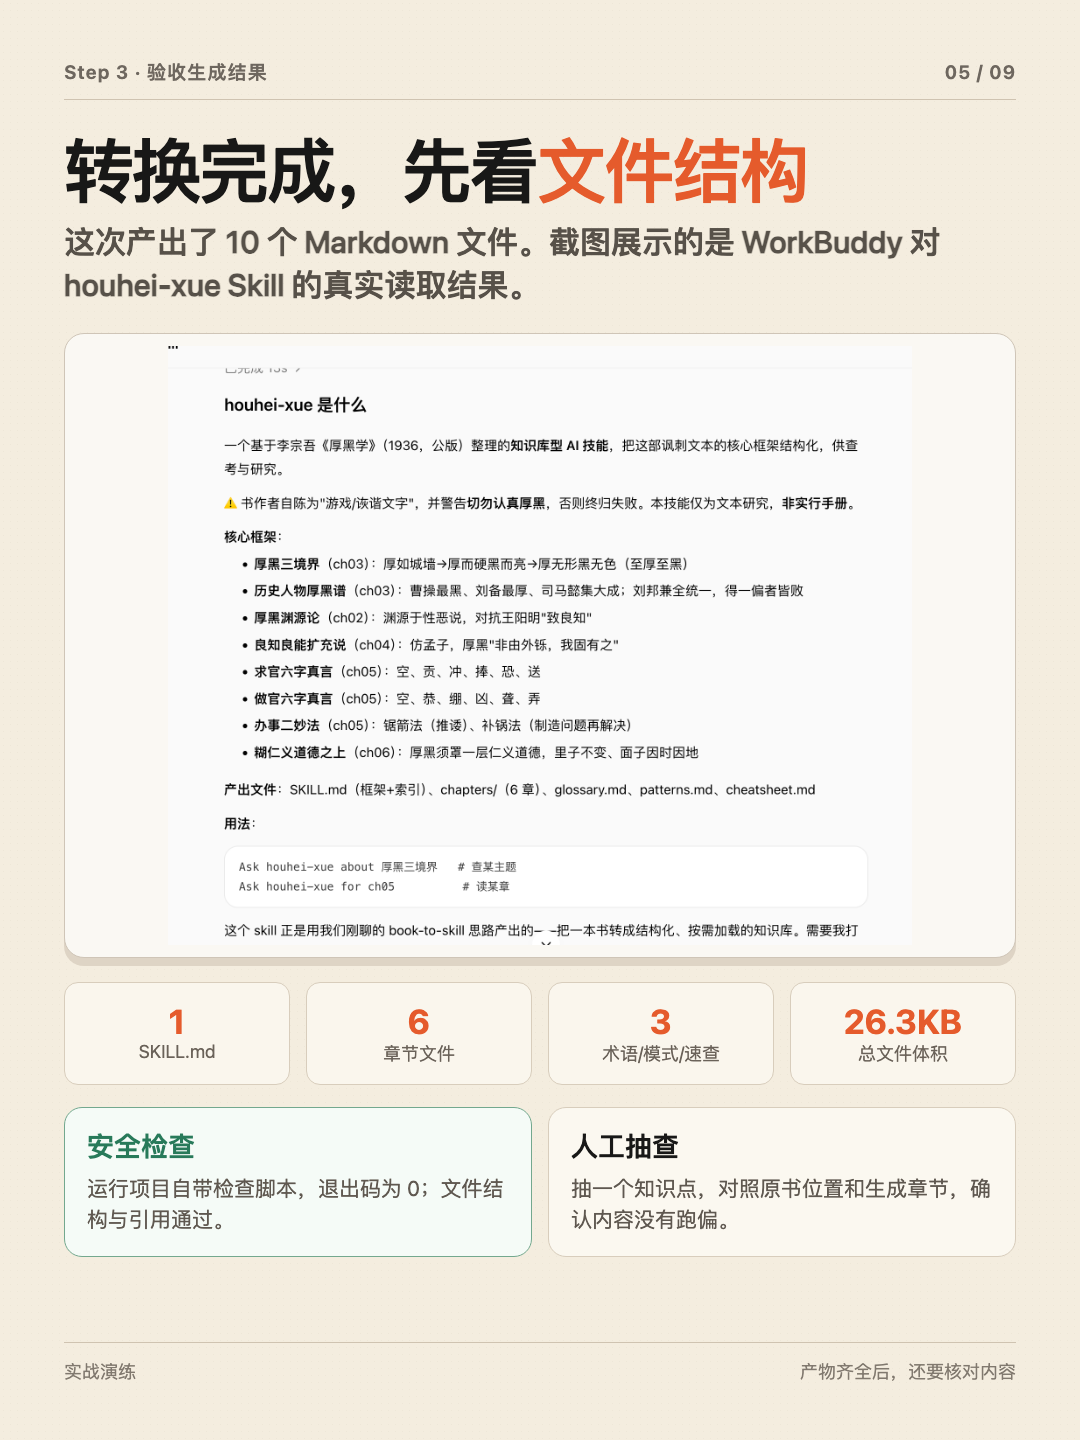 Step 3 · 验收生成结果
05 / 09
转换完成，先看文件结构
这次产出了 10 个 Markdown 文件。截图展示的是 WorkBuddy 对
houhei-xue Skill 的真实读取结果。
...
已完成 13s
houhei-xue 是什么
一个基于李宗吾《厚黑学》（1936，公版）整理的知识库型 AI 技能，把这部讽刺文本的核心框架结构化，供查
考与研究。
⚠️ 书作者自陈为"游戏/诙谐文字"，并警告切勿认真厚黑，否则终归失败。本技能仅为文本研究，非实行手册。
核心框架：
• 厚黑三境界（ch03）：厚如城墙→厚而硬黑而亮→厚无形黑无色（至厚至黑）
• 历史人物厚黑谱（ch03）：曹操最黑、刘备最厚、司马懿集大成；刘邦兼全统一，得一偏者皆败
• 厚黑渊源论（ch02）：渊源于性恶说，对抗王阳明"致良知"
• 良知良能扩充说（ch04）：仿孟子，厚黑"非由外铄，我固有之"
• 求官六字真言（ch05）：空、贡、冲、捧、恐、送
• 做官六字真言（ch05）：空、恭、绷、凶、聋、弄
• 办事二妙法（ch05）：锯箭法（推诿）、补锅法（制造问题再解决）
• 糊仁义道德之上（ch06）：厚黑须罩一层仁义道德，里子不变、面子因时因地
产出文件：SKILL.md（框架+索引）、chapters/（6 章）、glossary.md、patterns.md、cheatsheet.md
用法：
Ask houhei-xue about 厚黑三境界 # 查某主题
Ask houhei-xue for ch05 # 读某章
这个 skill 正是用我们刚聊的 book-to-skill 思路产出的——把一本书转成结构化、按需加载的知识库。需要我打
1
SKILL.md
6
章节文件
3
术语/模式/速查
26.3KB
总文件体积
安全检查
运行项目自带检查脚本，退出码为 0；文件结
构与引用通过。
人工抽查
抽一个知识点，对照原书位置和生成章节，确
认内容没有跑偏。
实战演练
产物齐全后，还要核对内容